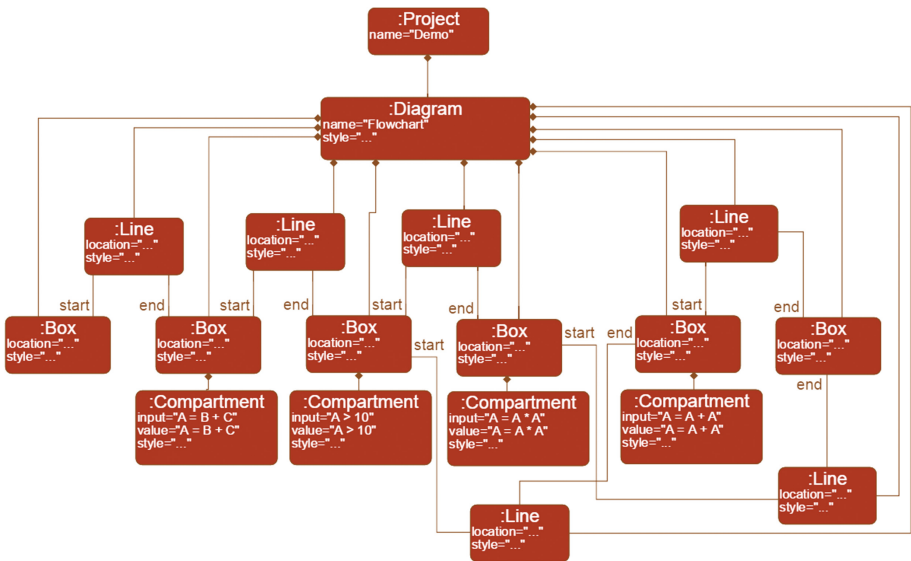 :Project
name="Demo"
:Diagram
name="Flowchart"
style="..."
:Line
location="..."
style="..."
:Line
location="..."
style="..."
:Line
location="..."
style="..."
:Line
location="..."
style="..."
start
end
start
end
start
end
start
end
start
end
end
:Box
location="..."
style="..."
:Box
location="..."
style="..."
:Box
location="..."
style="..."
:Box
location="..."
style="..."
:Box
location="..."
style="..."
:Box
location="..."
style="..."
start
:Compartment
input="A = B + C"
value="A = B + C"
style="..."
:Compartment
input="A > 10"
value="A > 10"
style="..."
:Compartment
input="A = A * A"
value="A = A * A"
style="..."
:Compartment
input="A = A + A"
value="A = A + A"
style="..."
:Line
location="..."
style="..."
:Line
location="..."
style="..."